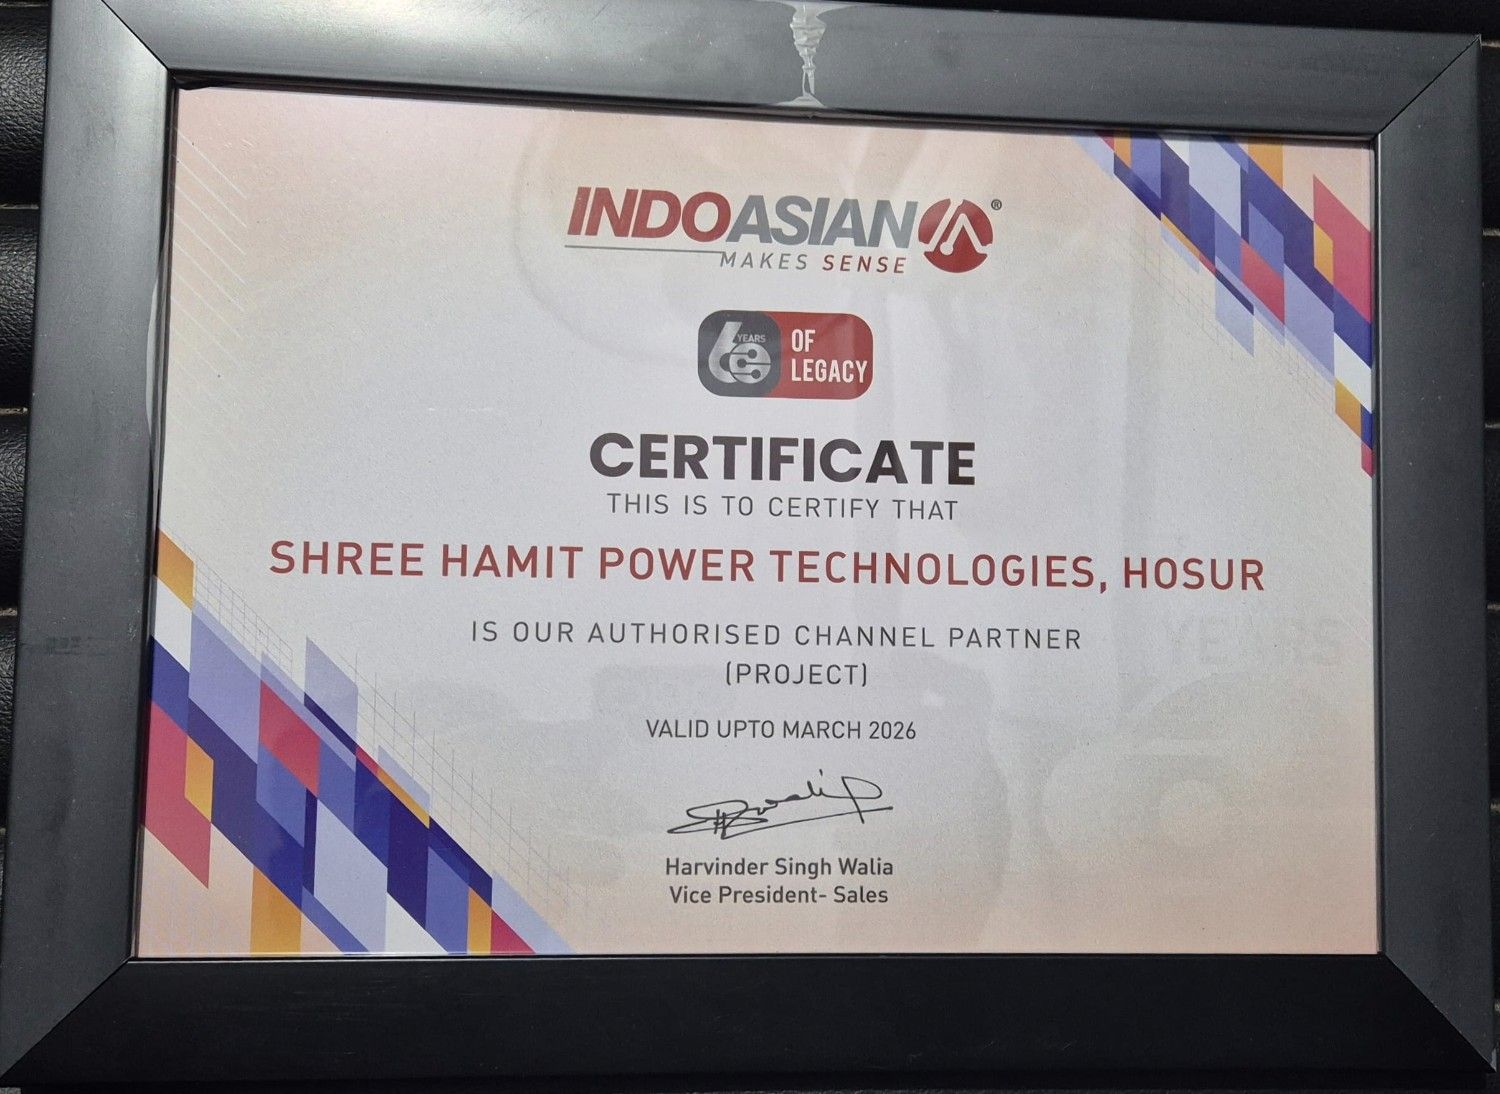 INDOASIAN ®
MAKES SENSE
60 YEARS
OF
LEGACY
CERTIFICATE
THIS IS TO CERTIFY THAT
SHREE HAMIT POWER TECHNOLOGIES, HOSUR
IS OUR AUTHORISED CHANNEL PARTNER
(PROJECT)
VALID UPTO MARCH 2026
Harvinder Singh Walia
Vice President- Sales